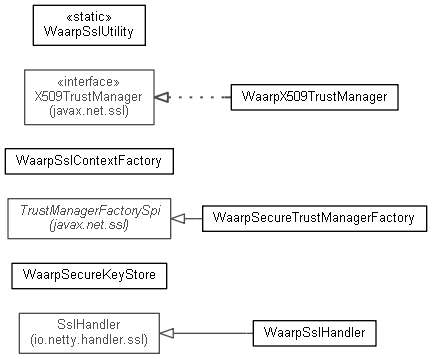 «static»
WaarpSslUtility
«interface»
X509TrustManager
(javax.net.ssl)
WaarpX509TrustManager
WaarpSslContextFactory
TrustManagerFactorySpi
(javax.net.ssl)
WaarpSecureTrustManagerFactory
WaarpSecureKeyStore
SslHandler
(io.netty.handler.ssl)
WaarpSslHandler